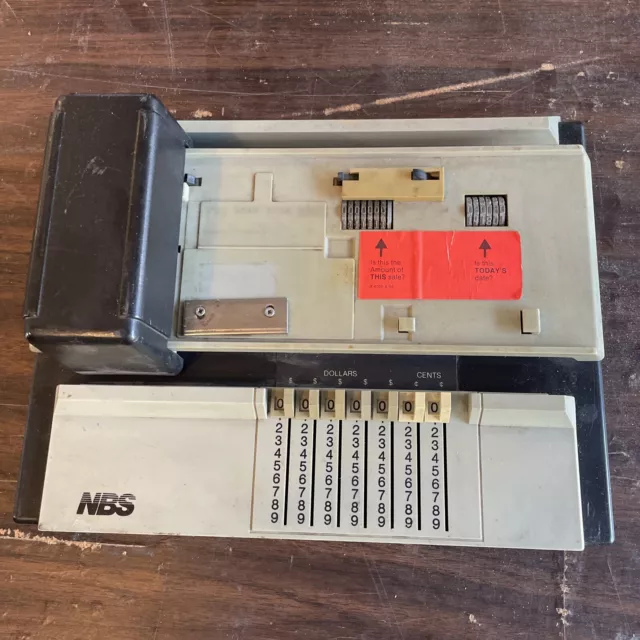 Is this the
Amount of
THIS sale?
Is this
TODAY'S
date?
DOLLARS CENTS
$ $ $ $ $ ¢ ¢
0 0 0 0 0 0 0
2 2 2 2 2 2 2
3 3 3 3 3 3 3
4 4 4 4 4 4 4
5 5 5 5 5 5 5
6 6 6 6 6 6 6
7 7 7 7 7 7 7
8 8 8 8 8 8 8
9 9 9 9 9 9 9
NBS